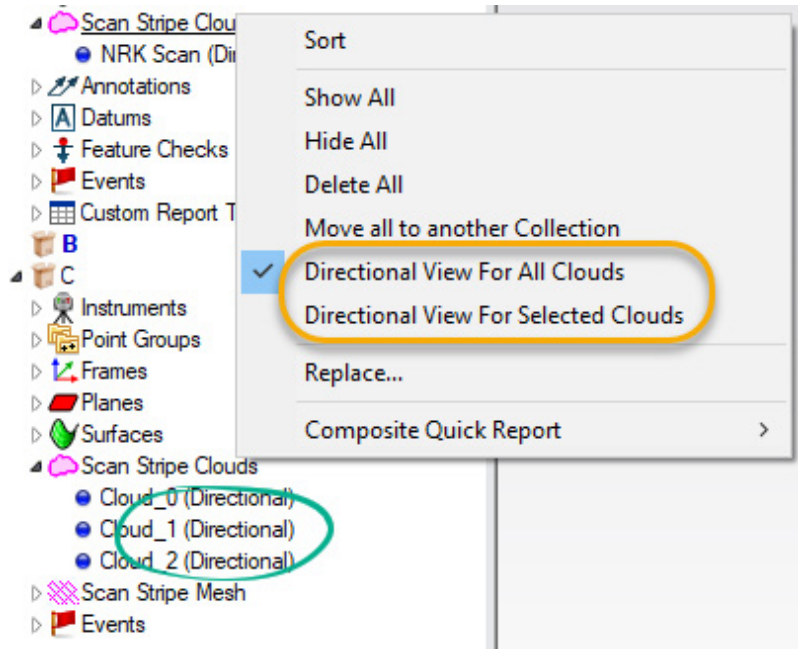 Scan Stripe Clou
NRK Scan (Di
Annotations
A Datums
Feature Checks
Events
Custom Report T
B
C
Instruments
Point Groups
Frames
Planes
Surfaces
Scan Stripe Clouds
Cloud_0 (Directional)
Cloud_1 (Directional)
Cloud_2 (Directional)
Scan Stripe Mesh
Events
Sort
Show All
Hide All
Delete All
Move all to another Collection
Directional View For All Clouds
Directional View For Selected Clouds
Replace...
Composite Quick Report